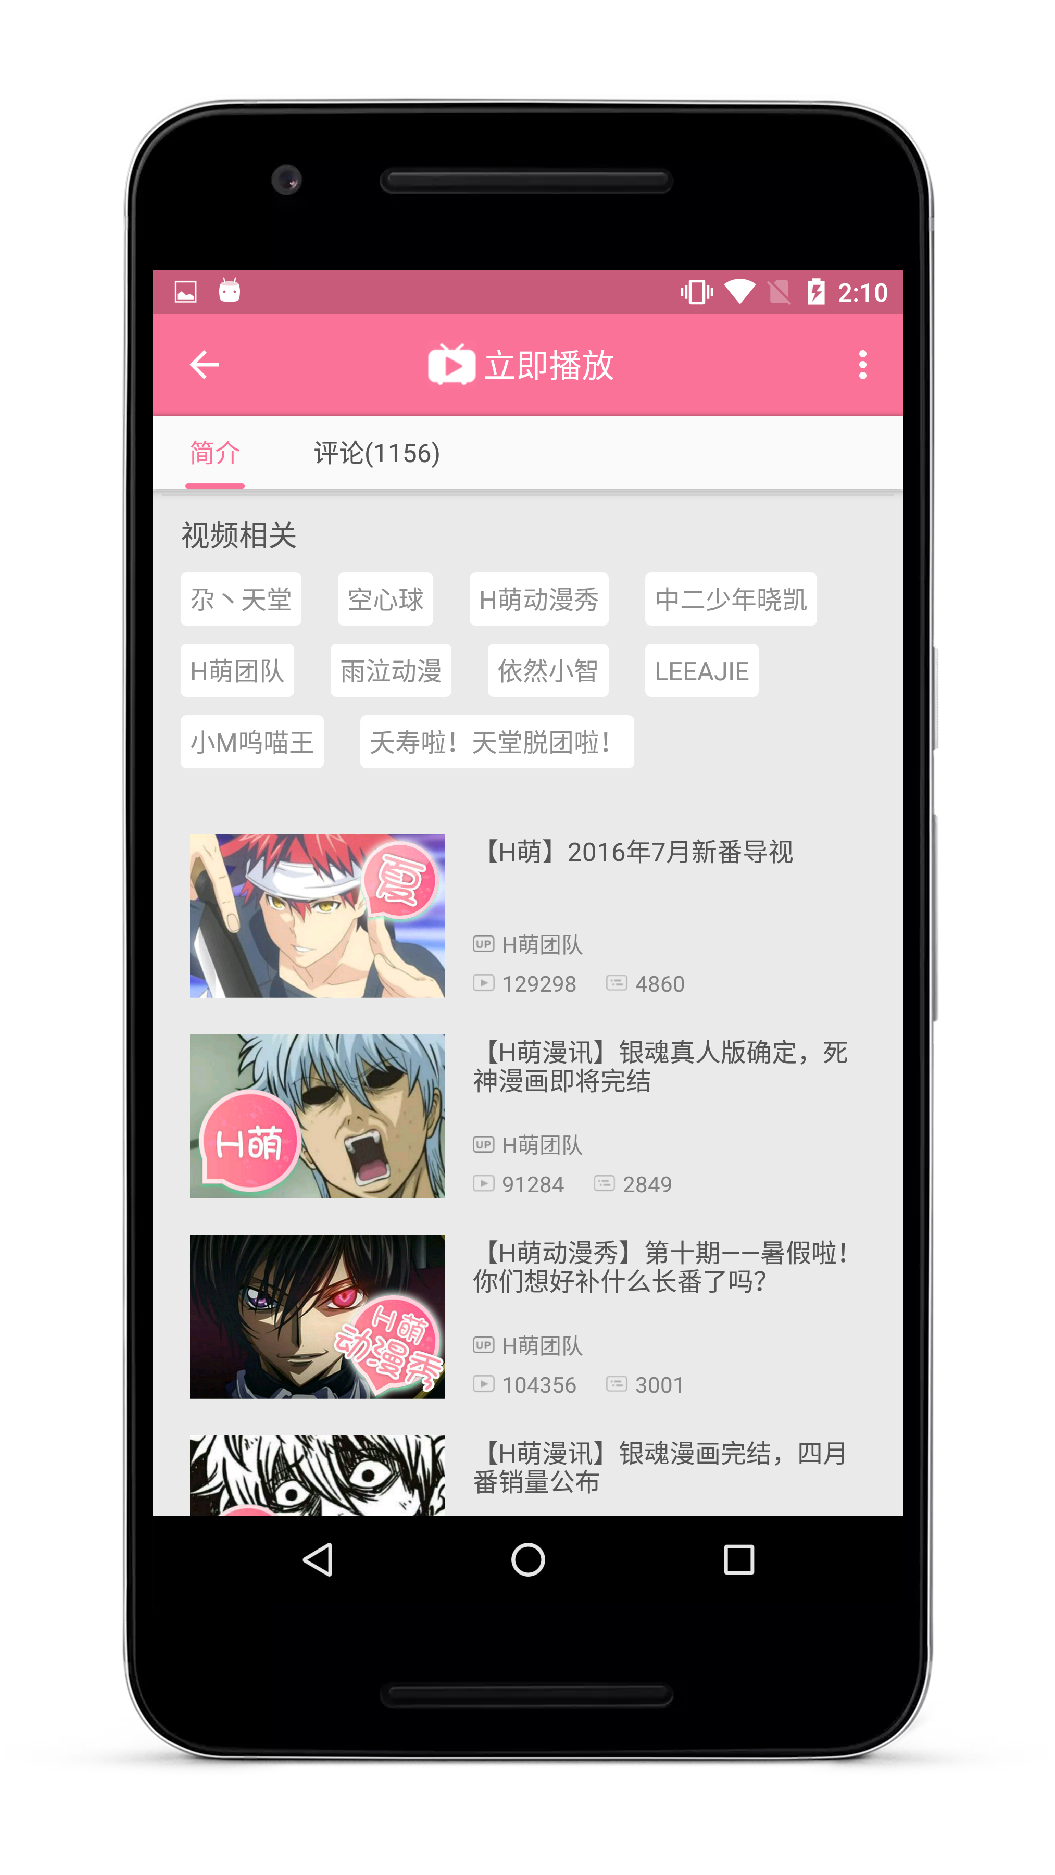 2:10
立即播放
简介 评论(1156)
视频相关
尕丶天堂 空心球 H萌动漫秀 中二少年晓凯
H萌团队 雨泣动漫 依然小智 LEEAJIE
小M呜喵王 夭寿啦！天堂脱团啦！
夏
【H萌】2016年7月新番导视
UP H萌团队
129298 4860
H萌
【H萌漫讯】银魂真人版确定，死
神漫画即将完结
UP H萌团队
91284 2849
H萌
动漫秀
【H萌动漫秀】第十期——暑假啦！
你们想好补什么长番了吗？
UP H萌团队
104356 3001
【H萌漫讯】银魂漫画完结，四月
番销量公布